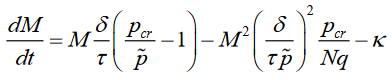 dM/dt = M δ/τ (p_cr/p̃ − 1) − M² (δ/(τp̃))² p_cr/(Nq) − κ